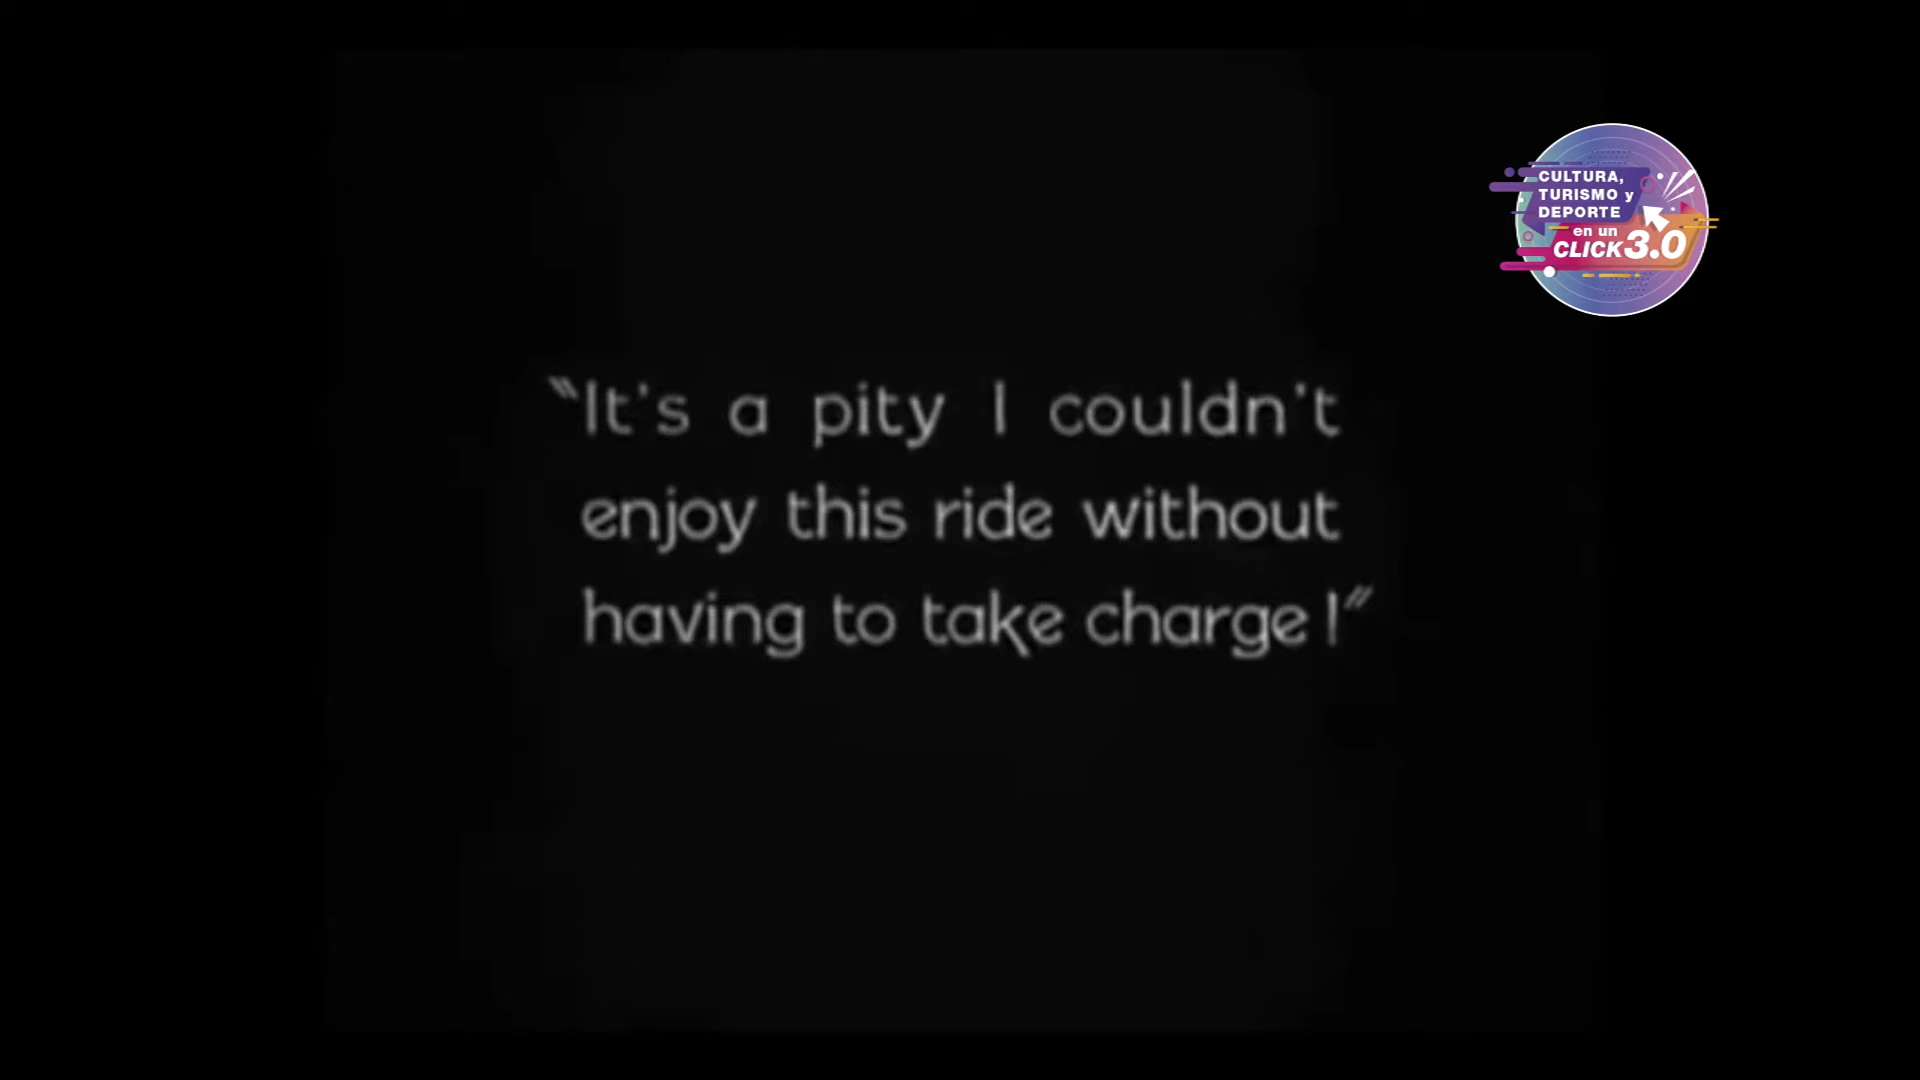 CULTURA,
TURISMO y
DEPORTE
en un
CLICK 3.0
"It's a pity I couldn't
enjoy this ride without
having to take charge!"